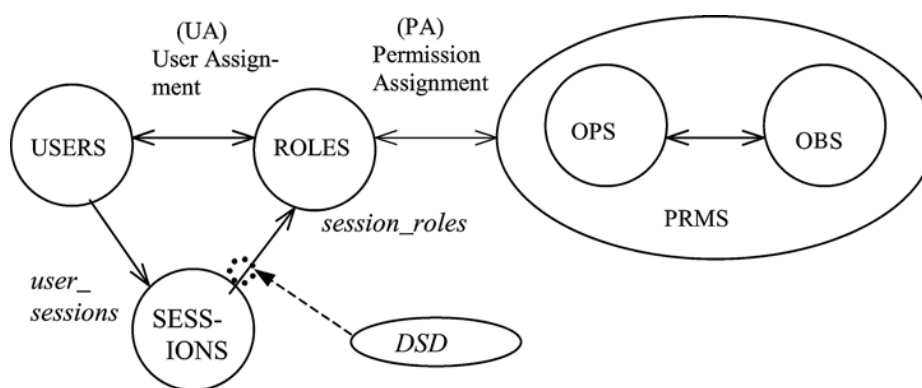 (UA)
User Assign-
ment
(PA)
Permission
Assignment
USERS
ROLES
OPS
OBS
PRMS
session_roles
user_
sessions
SESS-
IONS
DSD